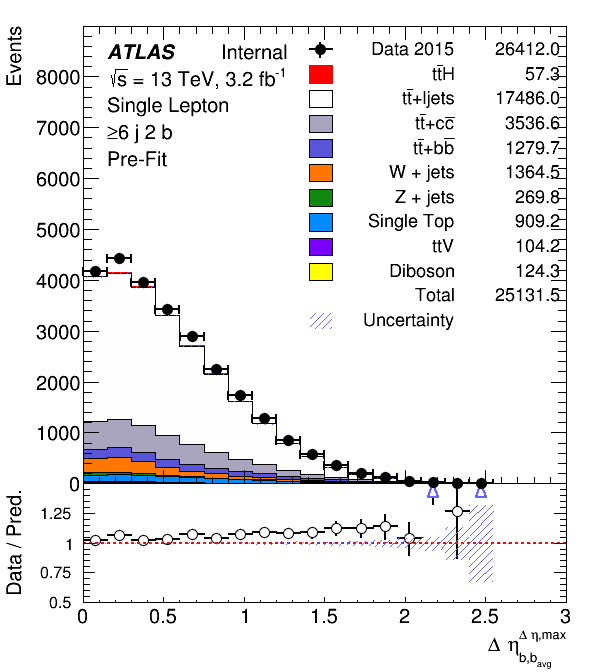 Events
ATLAS Internal
√s = 13 TeV, 3.2 fb-1
Single Lepton
≥6 j 2 b
Pre-Fit
Data 2015 26412.0
tt̅H 57.3
tt̅+ljets 17486.0
tt̅+cc̅ 3536.6
tt̅+bb̅ 1279.7
W + jets 1364.5
Z + jets 269.8
Single Top 909.2
ttV 104.2
Diboson 124.3
Total 25131.5
Uncertainty
8000
7000
6000
5000
4000
3000
2000
1000
0
Data / Pred.
1.25
1
0.75
0.5
0 0.5 1 1.5 2 2.5 3
Δ η Δ η,max b,b avg